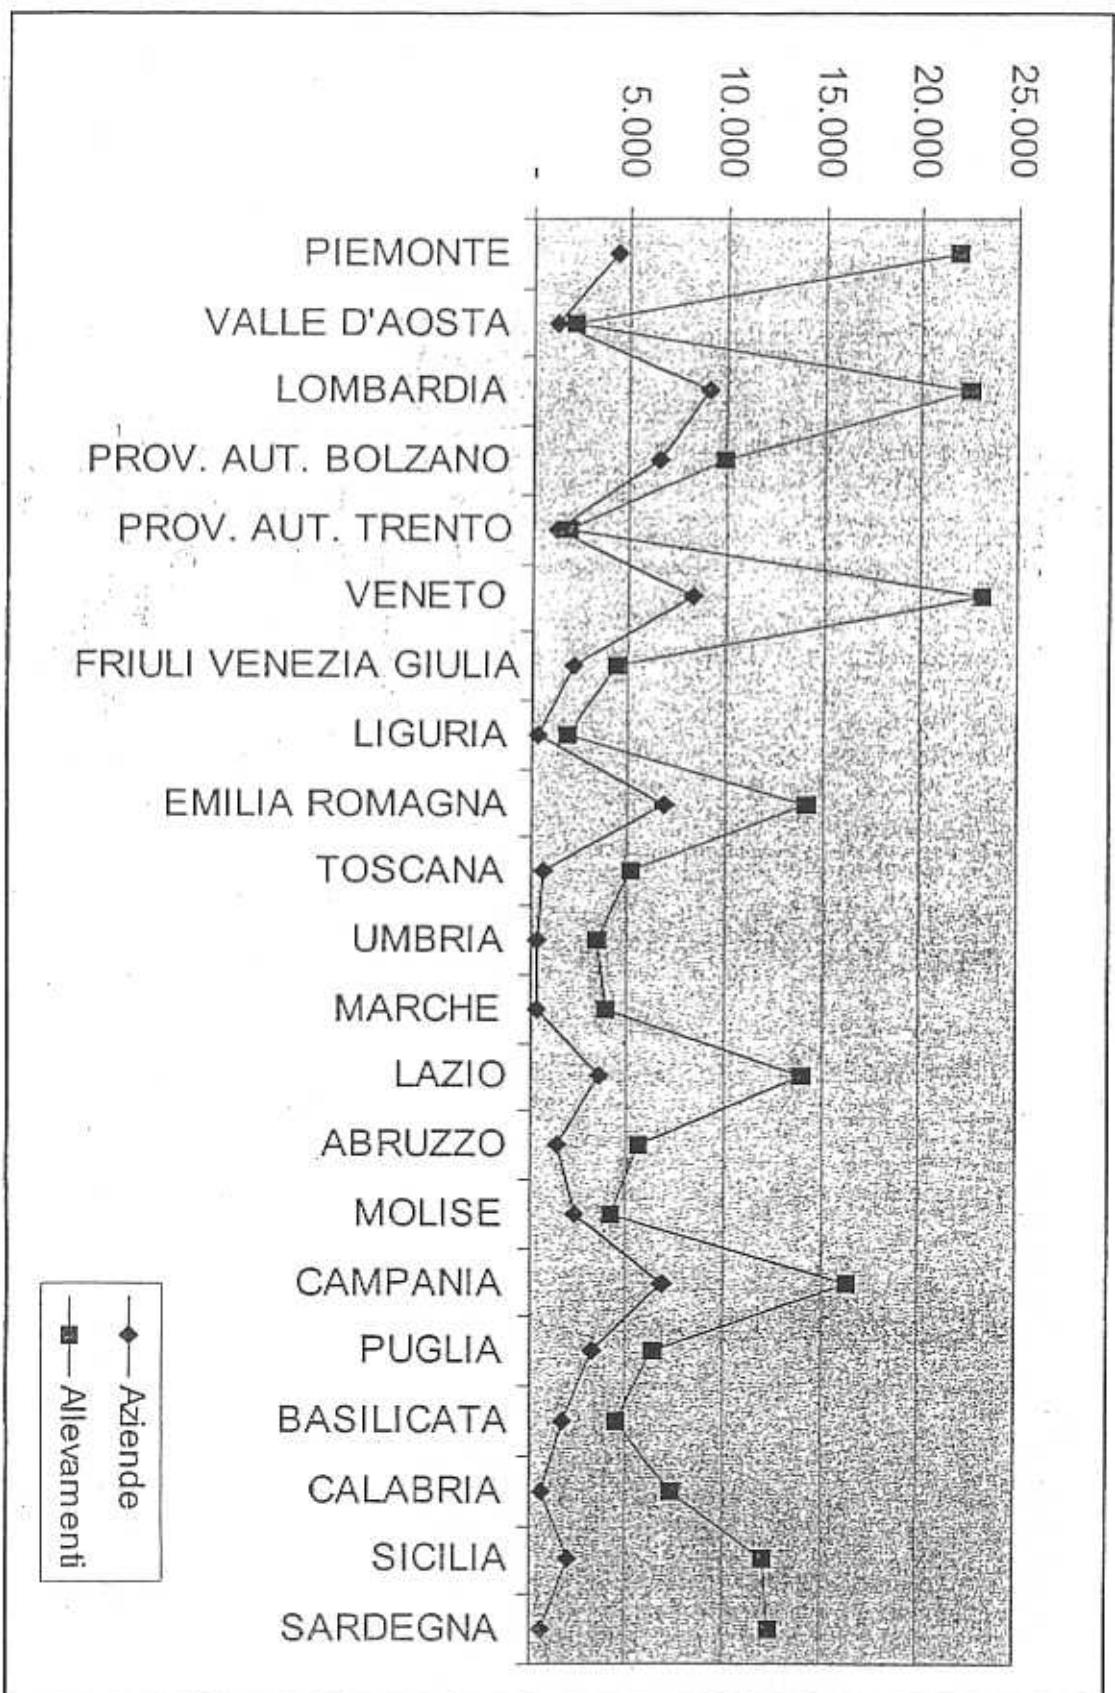 25.000
20.000
15.000
10.000
5.000
-
PIEMONTE
VALLE D'AOSTA
LOMBARDIA
PROV. AUT. BOLZANO
PROV. AUT. TRENTO
VENETO
FRIULI VENEZIA GIULIA
LIGURIA
EMILIA ROMAGNA
TOSCANA
UMBRIA
MARCHE
LAZIO
ABRUZZO
MOLISE
CAMPANIA
PUGLIA
BASILICATA
CALABRIA
SICILIA
SARDEGNA
Aziende
Allevamenti